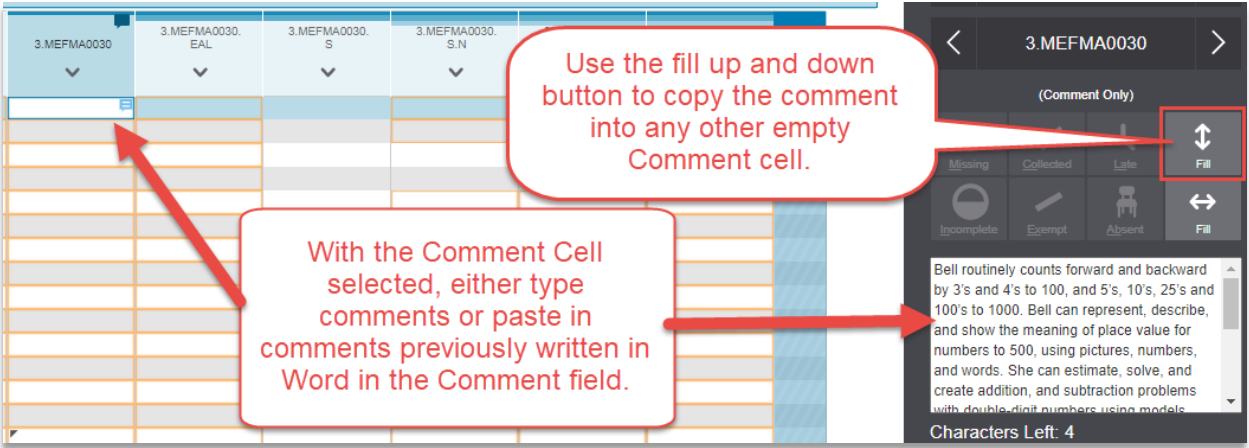 3.MEFMA0030
3.MEFMA0030.
EAL
3.MEFMA0030.
S
3.MEFMA0030.
S.N
Use the fill up and down
button to copy the comment
into any other empty
Comment cell.
With the Comment Cell
selected, either type
comments or paste in
comments previously written in
Word in the Comment field.
3.MEFMA0030
(Comment Only)
Missing
Collected
Late
Fill
Incomplete
Exempt
Absent
Fill
Bell routinely counts forward and backward
by 3's and 4's to 100, and 5's, 10's, 25's and
100's to 1000. Bell can represent, describe,
and show the meaning of place value for
numbers to 500, using pictures, numbers,
and words. She can estimate, solve, and
create addition, and subtraction problems
with double-digit numbers using models
Characters Left: 4